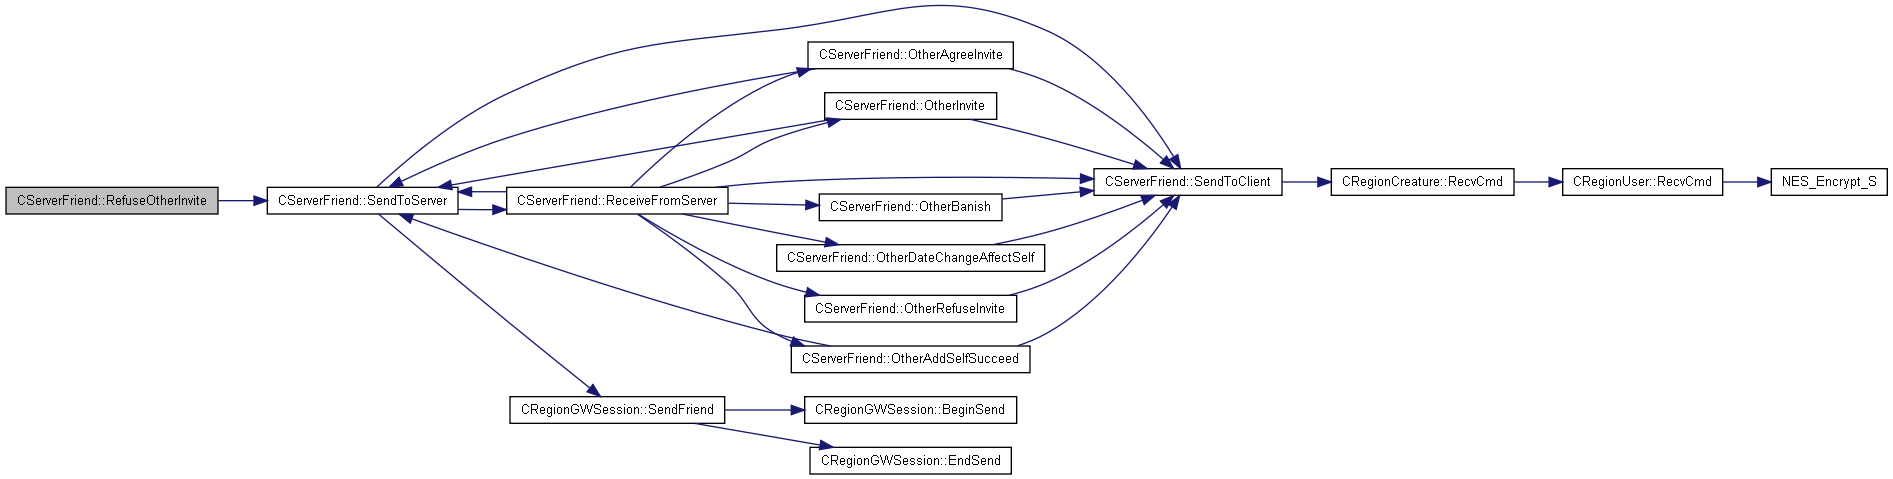 CServerFriend::RefuseOtherInvite
CServerFriend::SendToServer
CServerFriend::ReceiveFromServer
CServerFriend::OtherAgreeInvite
CServerFriend::OtherInvite
CServerFriend::OtherBanish
CServerFriend::OtherDateChangeAffectSelf
CServerFriend::OtherRefuseInvite
CServerFriend::OtherAddSelfSucceed
CServerFriend::SendToClient
CRegionCreature::RecvCmd
CRegionUser::RecvCmd
NES_Encrypt_S
CRegionGWSession::SendFriend
CRegionGWSession::BeginSend
CRegionGWSession::EndSend